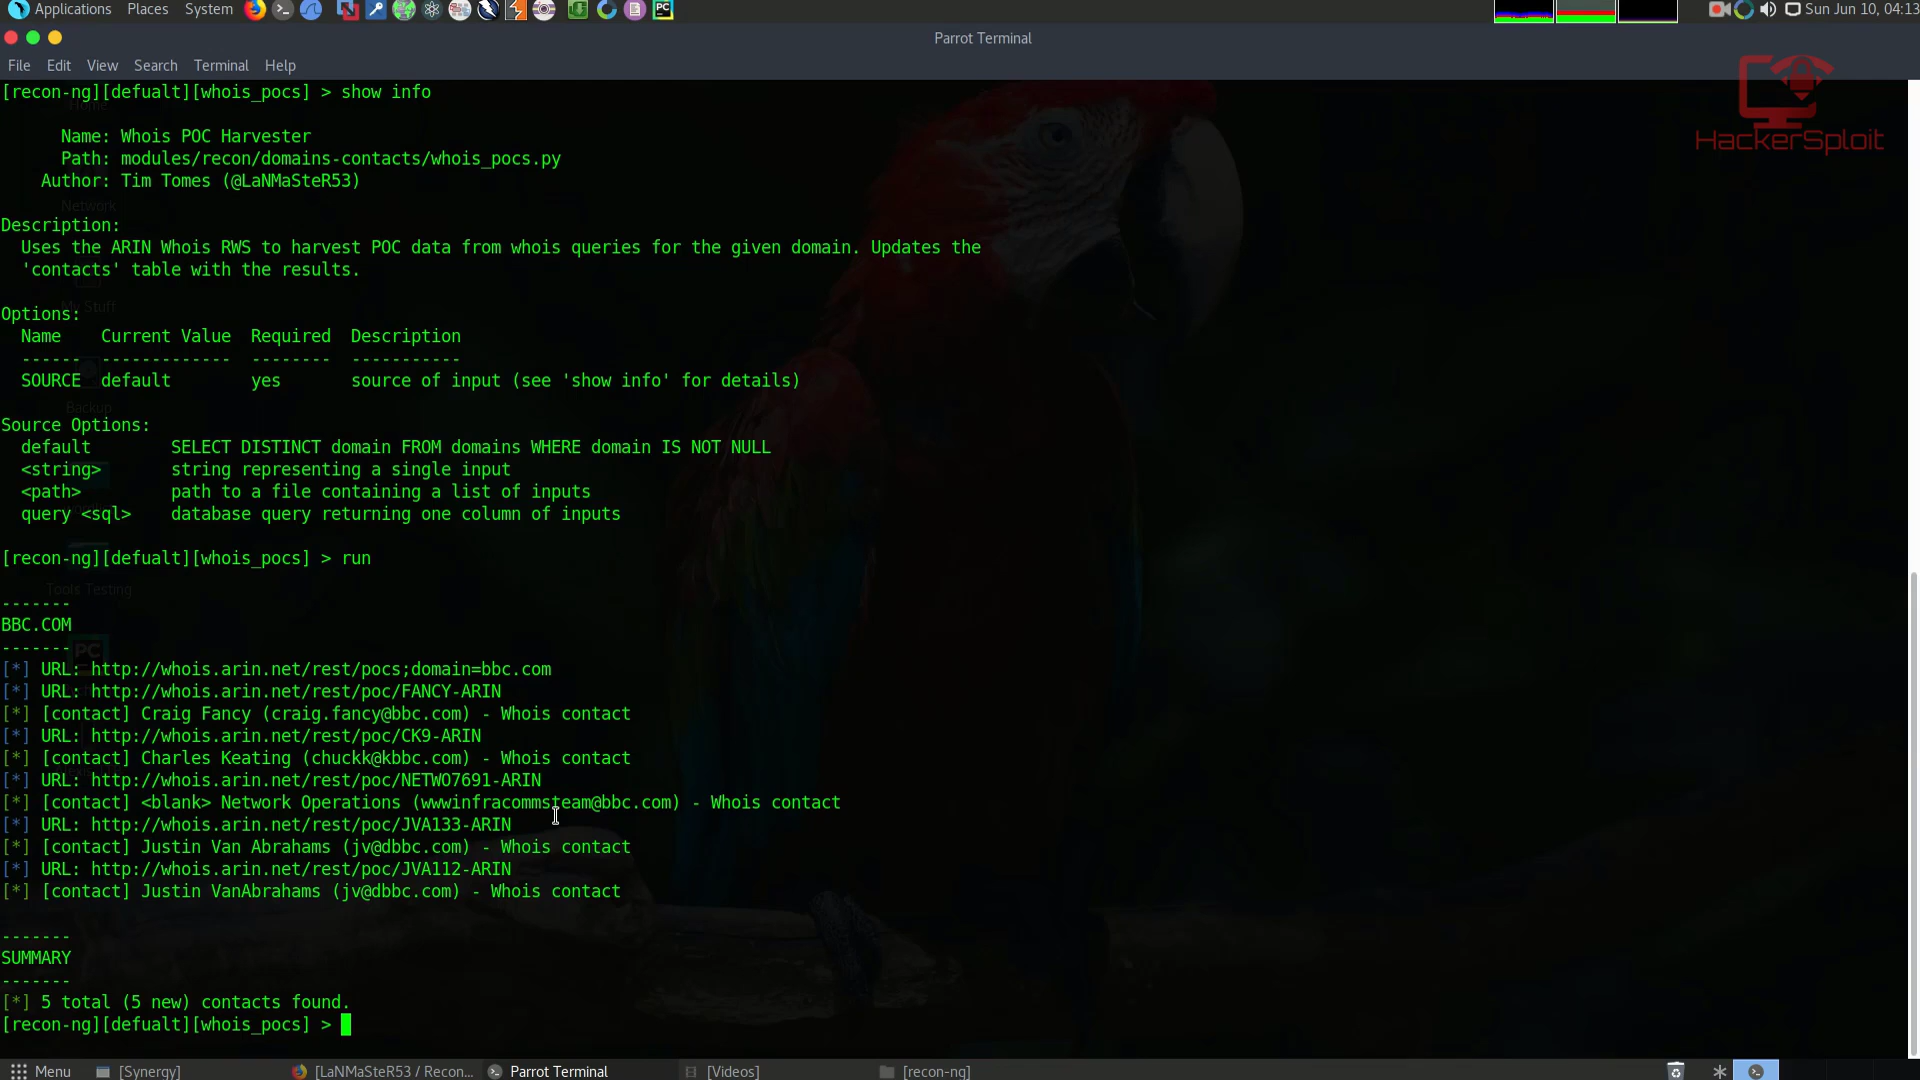 Applications Places System Sun Jun 10, 04:13
Parrot Terminal
File Edit View Search Terminal Help
HackerSploit
[recon-ng][defualt][whois_pocs] > show info
Name: Whois POC Harvester
Path: modules/recon/domains-contacts/whois_pocs.py
Author: Tim Tomes (@LaNMaSteR53)
Network
Description:
Uses the ARIN Whois RWS to harvest POC data from whois queries for the given domain. Updates the
'contacts' table with the results.
My Stuff
Options:
Name Current Value Required Description
------ ------------- -------- -----------
SOURCE default yes source of input (see 'show info' for details)
Backup
Source Options:
default SELECT DISTINCT domain FROM domains WHERE domain IS NOT NULL
<string> string representing a single input
<path> path to a file containing a list of inputs
query <sql> database query returning one column of inputs
[recon-ng][defualt][whois_pocs] > run
Tools Testing
-------
BBC.COM
-------
PC
[*] URL: http://whois.arin.net/rest/pocs;domain=bbc.com
[*] URL: http://whois.arin.net/rest/poc/FANCY-ARIN
[*] [contact] Craig Fancy (craig.fancy@bbc.com) - Whois contact
[*] URL: http://whois.arin.net/rest/poc/CK9-ARIN
[*] [contact] Charles Keating (chuckk@kbbc.com) - Whois contact
[*] URL: http://whois.arin.net/rest/poc/NETWO7691-ARIN
[*] [contact] <blank> Network Operations (wwwinfracommsteam@bbc.com) - Whois contact
[*] URL: http://whois.arin.net/rest/poc/JVA133-ARIN
[*] [contact] Justin Van Abrahams (jv@dbbc.com) - Whois contact
[*] URL: http://whois.arin.net/rest/poc/JVA112-ARIN
[*] [contact] Justin VanAbrahams (jv@dbbc.com) - Whois contact
-------
SUMMARY
-------
[*] 5 total (5 new) contacts found.
[recon-ng][defualt][whois_pocs] >
Menu [Synergy] [LaNMaSteR53 / Recon... Parrot Terminal [Videos] [recon-ng]